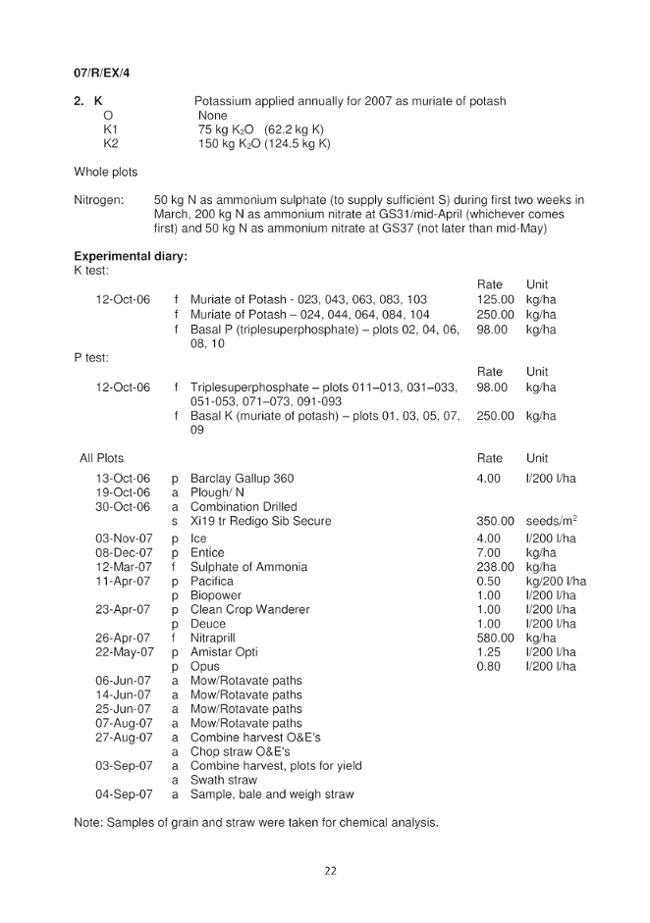 07/R/EX/4
2. K Potassium applied annually for 2007 as muriate of potash
O None
K1 75 kg K₂O (62.2 kg K)
K2 150 kg K₂O (124.5 kg K)
Whole plots
Nitrogen: 50 kg N as ammonium sulphate (to supply sufficient S) during first two weeks in
March, 200 kg N as ammonium nitrate at GS31/mid-April (whichever comes
first) and 50 kg N as ammonium nitrate at GS37 (not later than mid-May)
Experimental diary:
K test:
Rate Unit
12-Oct-06 f Muriate of Potash - 023, 043, 063, 083, 103 125.00 kg/ha
f Muriate of Potash – 024, 044, 064, 084, 104 250.00 kg/ha
f Basal P (triplesuperphosphate) – plots 02, 04, 06, 98.00 kg/ha
08, 10
P test:
Rate Unit
12-Oct-06 f Triplesuperphosphate – plots 011–013, 031–033, 98.00 kg/ha
051-053, 071–073, 091-093
f Basal K (muriate of potash) – plots 01, 03, 05, 07, 250.00 kg/ha
09
All Plots Rate Unit
13-Oct-06 p Barclay Gallup 360 4.00 l/200 l/ha
19-Oct-06 a Plough/ N
30-Oct-06 a Combination Drilled
s Xi19 tr Redigo Sib Secure 350.00 seeds/m²
03-Nov-07 p Ice 4.00 l/200 l/ha
08-Dec-07 p Entice 7.00 kg/ha
12-Mar-07 f Sulphate of Ammonia 238.00 kg/ha
11-Apr-07 p Pacifica 0.50 kg/200 l/ha
p Biopower 1.00 l/200 l/ha
23-Apr-07 p Clean Crop Wanderer 1.00 l/200 l/ha
p Deuce 1.00 l/200 l/ha
26-Apr-07 f Nitraprill 580.00 kg/ha
22-May-07 p Amistar Opti 1.25 l/200 l/ha
p Opus 0.80 l/200 l/ha
06-Jun-07 a Mow/Rotavate paths
14-Jun-07 a Mow/Rotavate paths
25-Jun-07 a Mow/Rotavate paths
07-Aug-07 a Mow/Rotavate paths
27-Aug-07 a Combine harvest O&E's
a Chop straw O&E's
03-Sep-07 a Combine harvest, plots for yield
a Swath straw
04-Sep-07 a Sample, bale and weigh straw
Note: Samples of grain and straw were taken for chemical analysis.
22